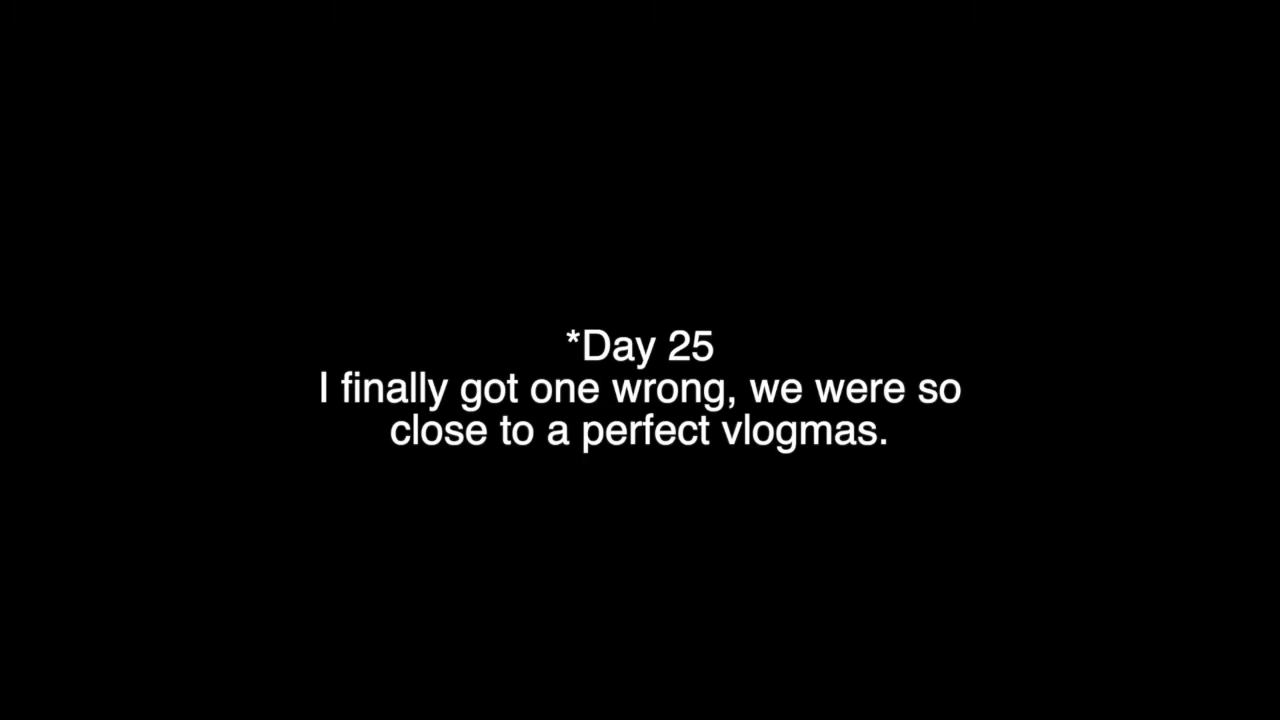 *Day 25
I finally got one wrong, we were so
close to a perfect vlogmas.